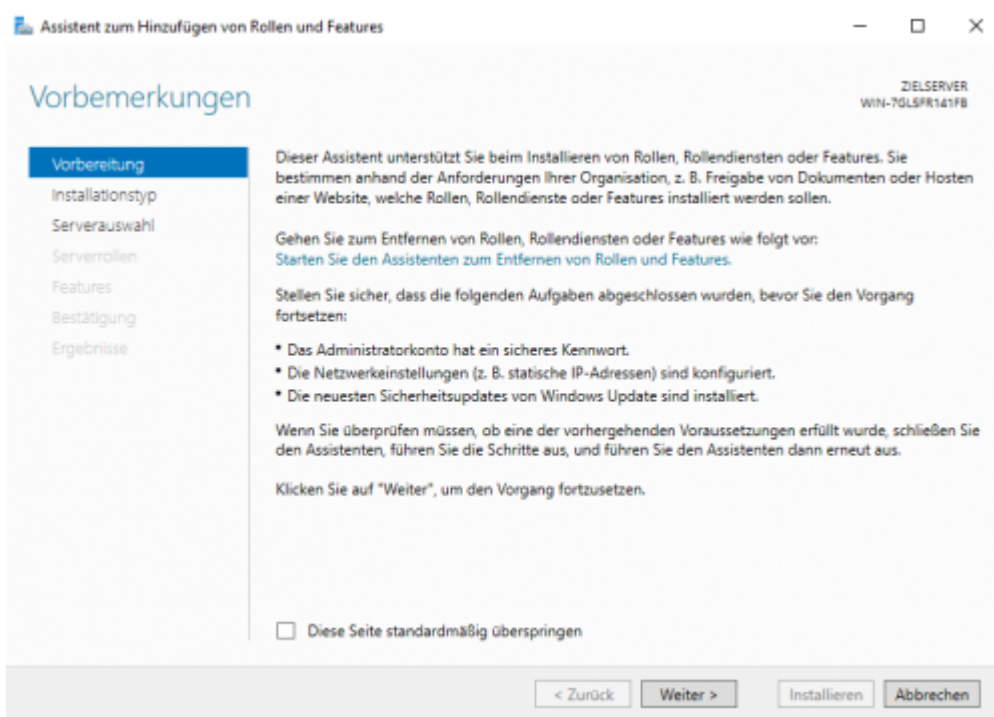 Assistent zum Hinzufügen von Rollen und Features
Vorbemerkungen
ZIELSERVER
WIN-7GLSFR141FB
Vorbereitung
Installationstyp
Serverauswahl
Serverrollen
Features
Bestätigung
Ergebnisse
Dieser Assistent unterstützt Sie beim Installieren von Rollen, Rollendiensten oder Features. Sie
bestimmen anhand der Anforderungen Ihrer Organisation, z. B. Freigabe von Dokumenten oder Hosten
einer Website, welche Rollen, Rollendienste oder Features installiert werden sollen.
Gehen Sie zum Entfernen von Rollen, Rollendiensten oder Features wie folgt vor:
Starten Sie den Assistenten zum Entfernen von Rollen und Features.
Stellen Sie sicher, dass die folgenden Aufgaben abgeschlossen wurden, bevor Sie den Vorgang
fortsetzen:
• Das Administratorkonto hat ein sicheres Kennwort.
• Die Netzwerkeinstellungen (z. B. statische IP-Adressen) sind konfiguriert.
• Die neuesten Sicherheitsupdates von Windows Update sind installiert.
Wenn Sie überprüfen müssen, ob eine der vorhergehenden Voraussetzungen erfüllt wurde, schließen Sie
den Assistenten, führen Sie die Schritte aus, und führen Sie den Assistenten dann erneut aus.
Klicken Sie auf "Weiter", um den Vorgang fortzusetzen.
Diese Seite standardmäßig überspringen
< Zurück
Weiter >
Installieren
Abbrechen